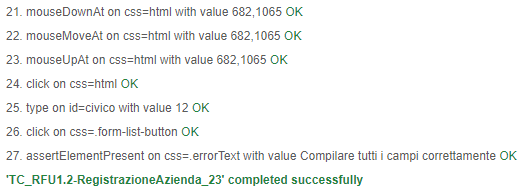 21. mouseDownAt on css=html with value 682,1065 OK
22. mouseMoveAt on css=html with value 682,1065 OK
23. mouseUpAt on css=html with value 682,1065 OK
24. click on css=html OK
25. type on id=civico with value 12 OK
26. click on css=.form-list-button OK
27. assertElementPresent on css=.errorText with value Compilare tutti i campi correttamente OK
'TC_RFU1.2-RegistrazioneAzienda_23' completed successfully